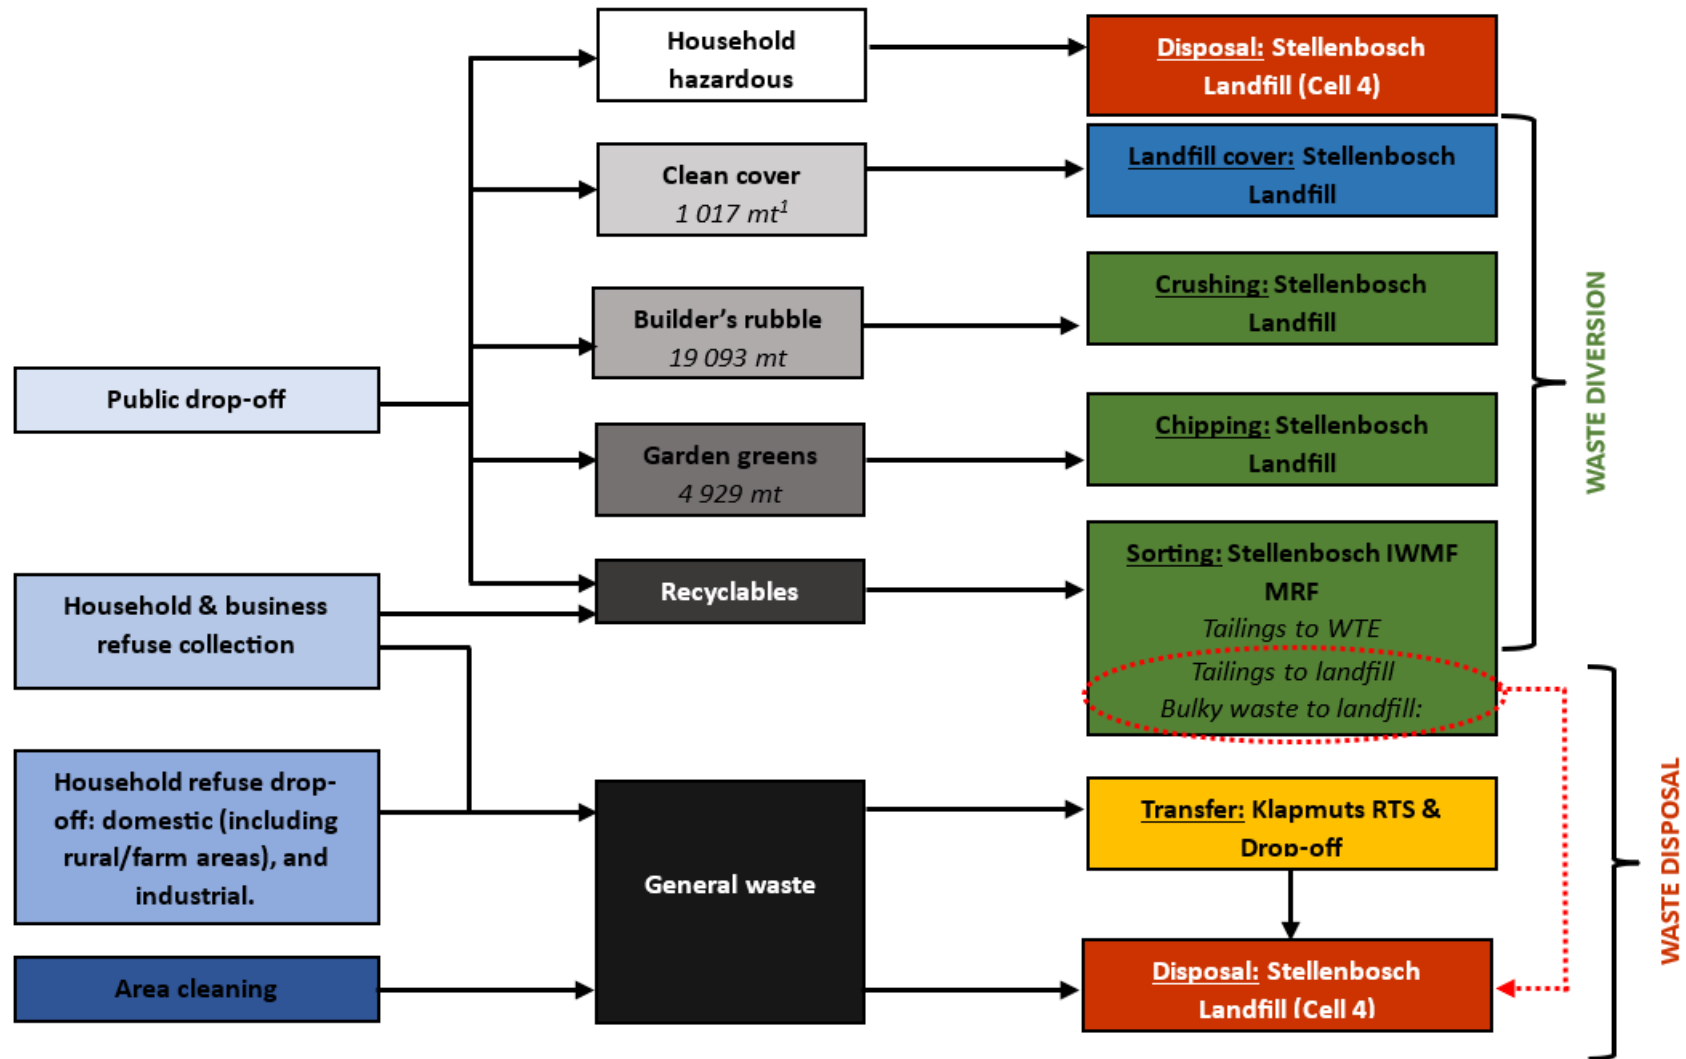 Household
hazardous
Disposal: Stellenbosch
Landfill (Cell 4)
Clean cover
1 017 mt¹
Landfill cover: Stellenbosch
Landfill
Builder’s rubble
19 093 mt
Crushing: Stellenbosch
Landfill
WASTE DIVERSION
Public drop-off
Garden greens
4 929 mt
Chipping: Stellenbosch
Landfill
Household & business
refuse collection
Recyclables
Sorting: Stellenbosch IWMF
MRF
Tailings to WTE
Tailings to landfill
Bulky waste to landfill:
Household refuse drop-
off: domestic (including
rural/farm areas), and
industrial.
General waste
Transfer: Klapmuts RTS &
Drop-off
WASTE DISPOSAL
Area cleaning
Disposal: Stellenbosch
Landfill (Cell 4)